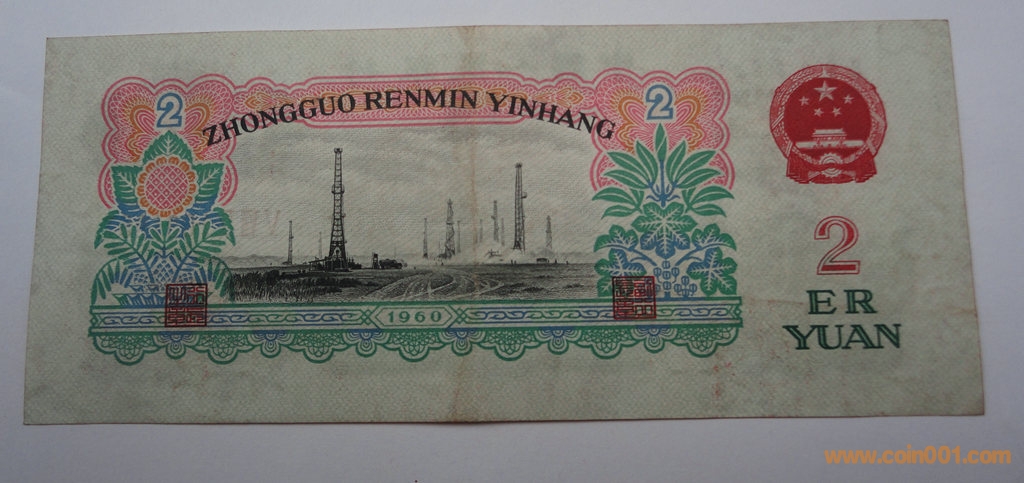 2
2
ZHONGGUO RENMIN YINHANG
2
ER
YUAN
1960
www.coin001.com